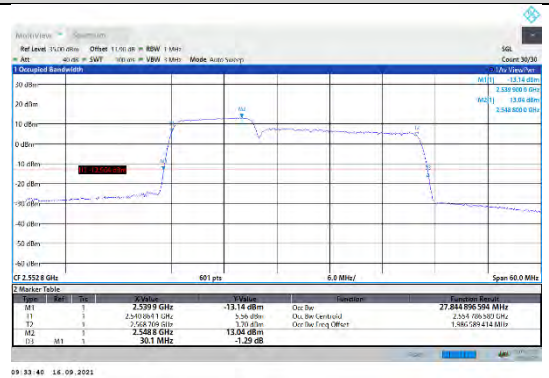 MultiView Spectrum
Ref Level 35.00 dBm Offset 11.90 dB RBW 1 MHz SGL
Att 40 dB SWT 100 ms VBW 3 MHz Mode Auto Sweep Count 30/30
1 Occupied Bandwidth 1Av ViewPwr
M1[1] -13.14 dBm
30 dBm
2.539 900 0 GHz
M2[1] 13.04 dBm
20 dBm
2.548 800 0 GHz
M2
10 dBm
0 dBm
-10 dBm
-20 dBm
-30 dBm
-40 dBm
-50 dBm
-60 dBm
CF 2.552 8 GHz 601 pts 6.0 MHz/ Span 60.0 MHz
2 Marker Table
Type Ref Trc X-Value Y-Value Function Function Result
M1 1 2.539 9 GHz -13.14 dBm Occ Bw 27.844 896 594 MHz
T1 1 2.540 864 1 GHz 5.56 dBm Occ Bw Centroid 2.554 786 589 GHz
T2 1 2.568 709 GHz 3.70 dBm Occ Bw Freq Offset 1.986 589 414 MHz
M2 1 2.548 8 GHz 13.04 dBm
D3 M1 1 30.1 MHz -1.29 dB
09:33:40 16.09.2021